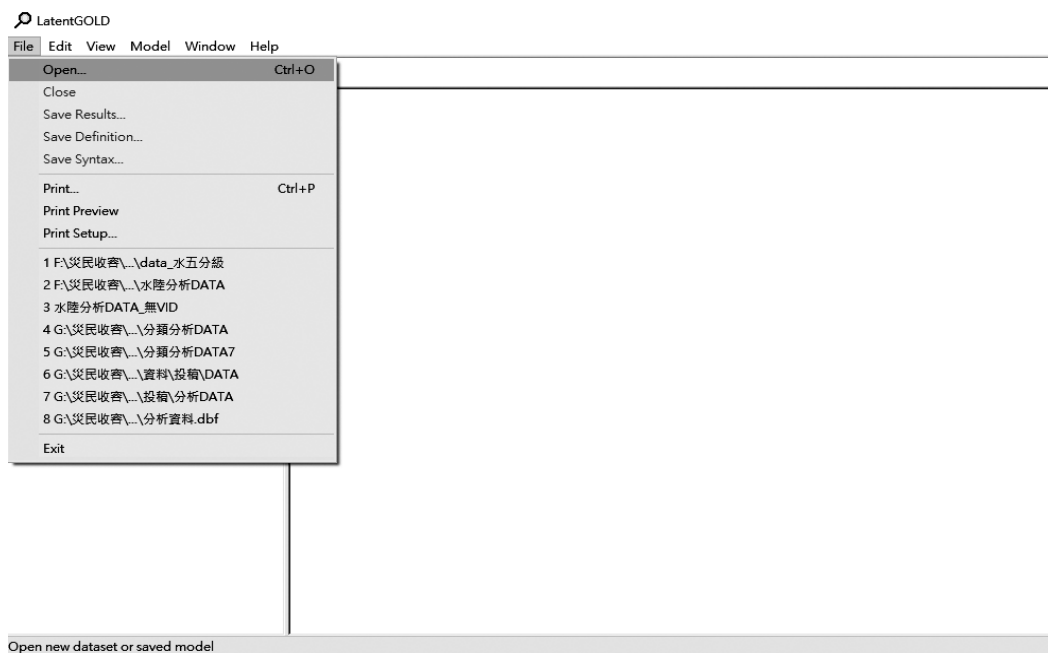 LatentGOLD
File Edit View Model Window Help
Open... Ctrl+O
Close
Save Results...
Save Definition...
Save Syntax...
Print... Ctrl+P
Print Preview
Print Setup...
1 F:\災民收容\...\data_水五分級
2 F:\災民收容\...\水陸分析DATA
3 水陸分析DATA_無VID
4 G:\災民收容\...\分類分析DATA
5 G:\災民收容\...\分類分析DATA7
6 G:\災民收容\...\資料\投稿\DATA
7 G:\災民收容\...\投稿\分析DATA
8 G:\災民收容\...\分析資料.dbf
Exit
Open new dataset or saved model